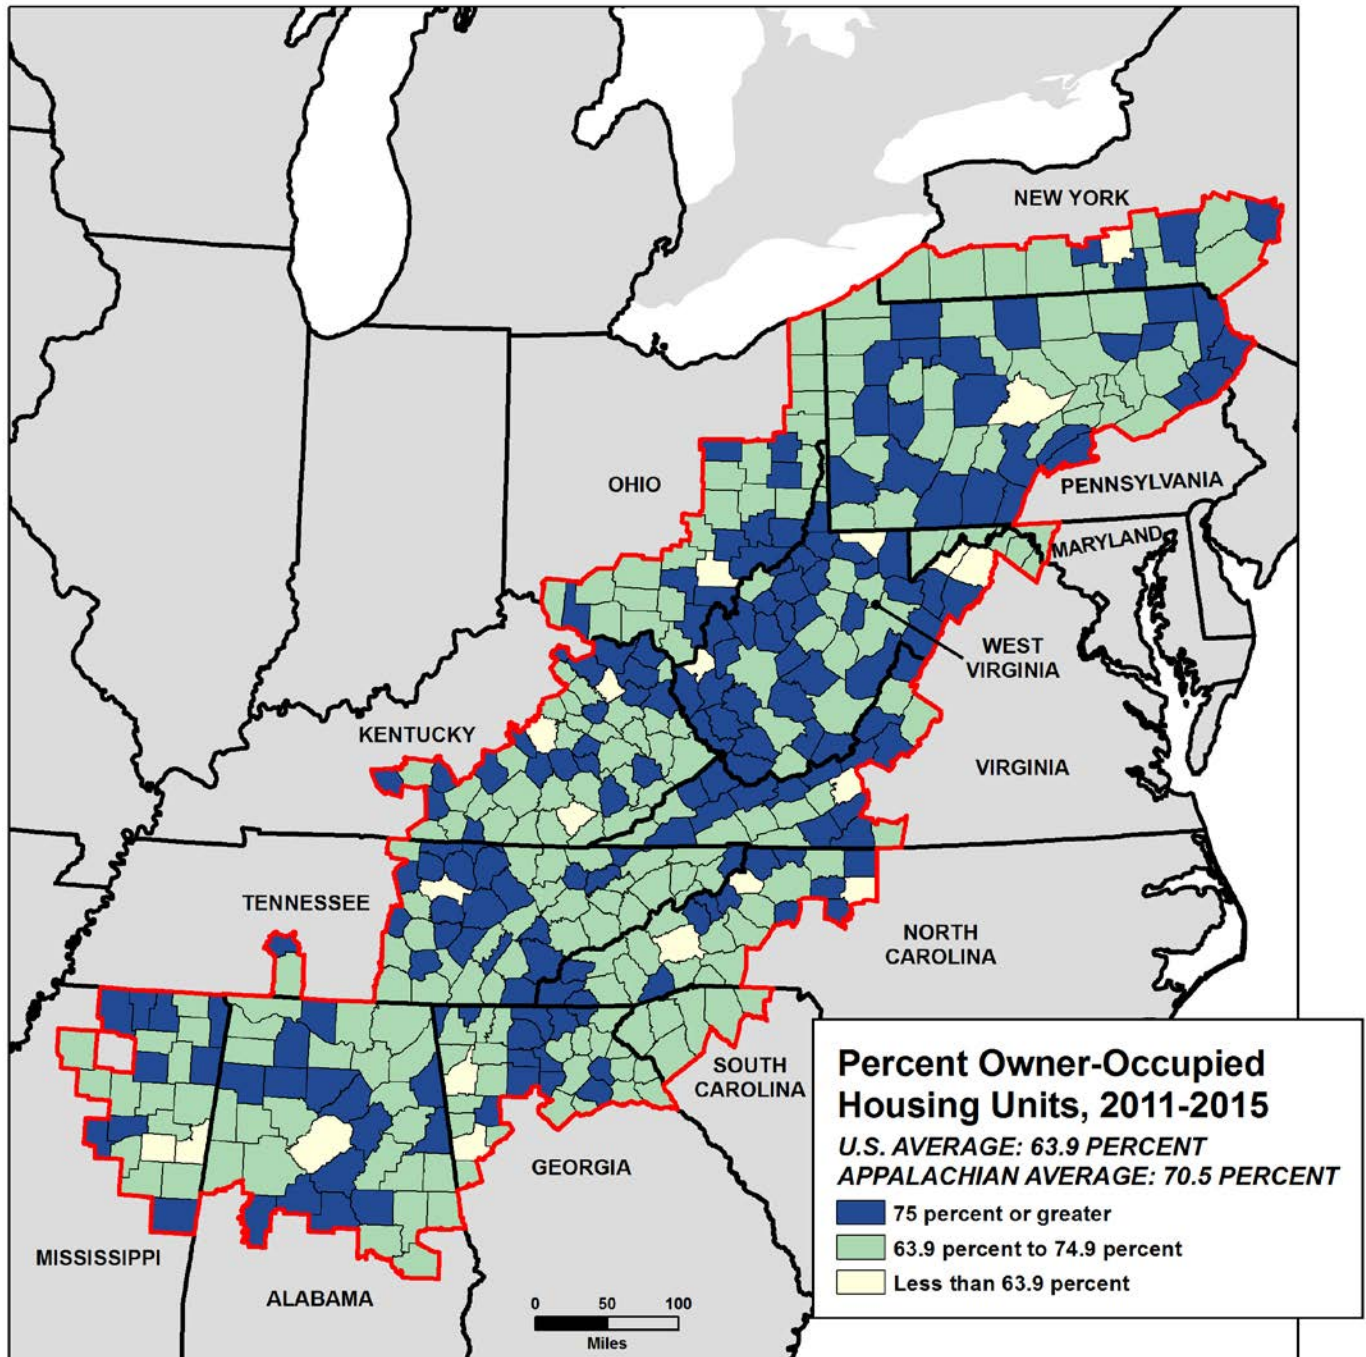 NEW YORK
OHIO
PENNSYLVANIA
MARYLAND
WEST
VIRGINIA
KENTUCKY
VIRGINIA
TENNESSEE
NORTH
CAROLINA
SOUTH
CAROLINA
GEORGIA
MISSISSIPPI
ALABAMA
0 50 100
Miles
Percent Owner-Occupied
Housing Units, 2011-2015
U.S. AVERAGE: 63.9 PERCENT
APPALACHIAN AVERAGE: 70.5 PERCENT
75 percent or greater
63.9 percent to 74.9 percent
Less than 63.9 percent